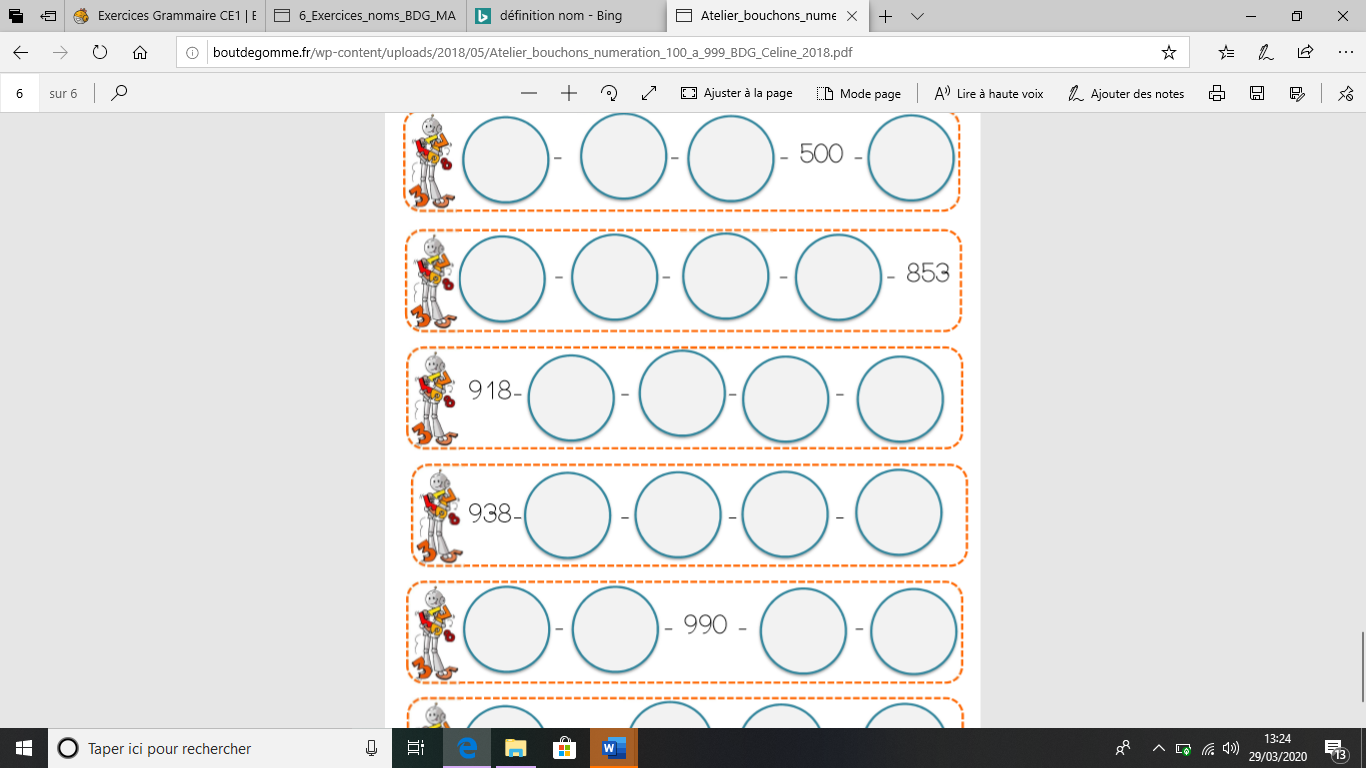 Exercices Grammaire CE1 | E
6_Exercices_noms_BDG_MA
définition nom - Bing
Atelier_bouchons_nume
boutdegomme.fr/wp-content/uploads/2018/05/Atelier_bouchons_numeration_100_a_999_BDG_Celine_2018.pdf
6 sur 6 Ajuster à la page Mode page Lire à haute voix Ajouter des notes
- - - 500 -
- - - - 853
918- - - -
938- - - -
- - 990 - -
Taper ici pour rechercher
13:24
29/03/2020
13